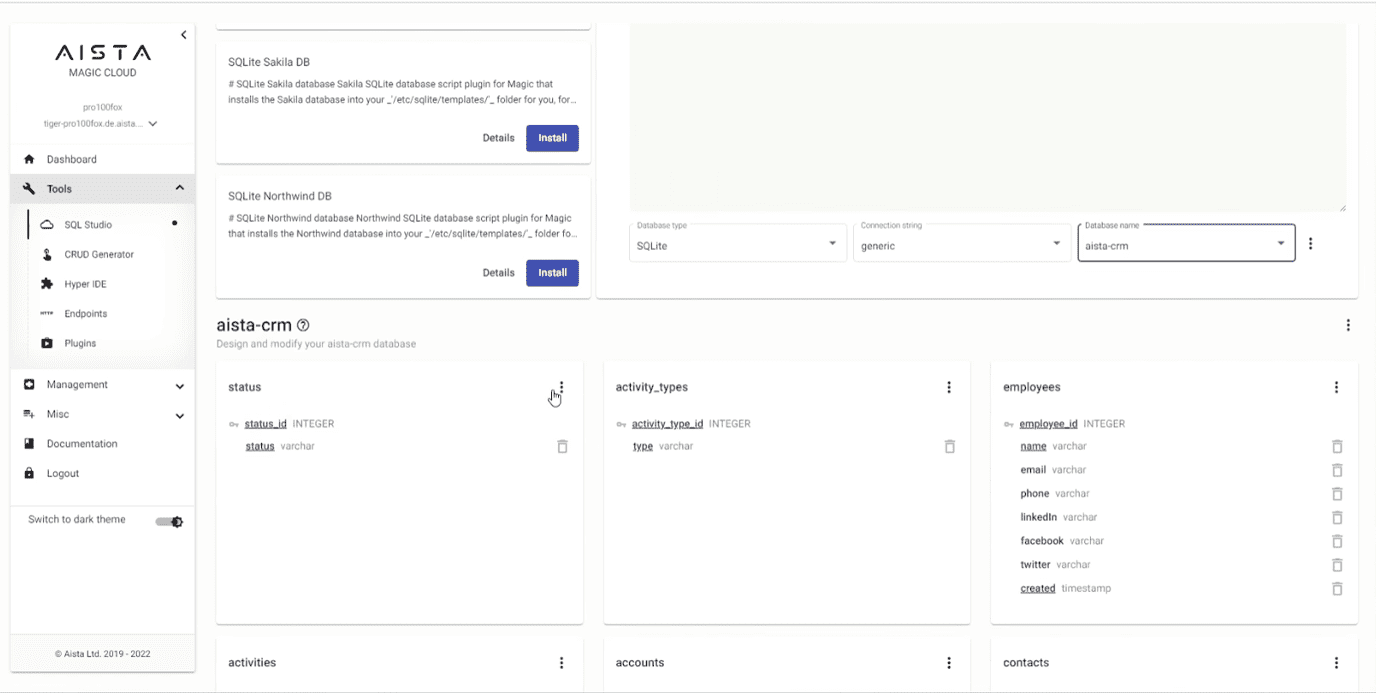 AISTA
MAGIC CLOUD
pro100fox
tiger-pro100fox.de.aista...
Dashboard
Tools
SQL Studio
CRUD Generator
Hyper IDE
HTTP
Endpoints
Plugins
Management
Misc
Documentation
Logout
Switch to dark theme
© Aista Ltd. 2019 - 2022
SQLite Sakila DB
# SQLite Sakila database Sakila SQLite database script plugin for Magic that
installs the Sakila database into your _'/etc/sqlite/templates/'_ folder for you, for...
Details
Install
SQLite Northwind DB
# SQLite Northwind database Northwind SQLite database script plugin for Magic
that installs the Northwind database into your _'/etc/sqlite/templates/'_ folder fo...
Details
Install
Database type
SQLite
Connection string
generic
Database name
aista-crm
aista-crm
Design and modify your aista-crm database
status
status_id INTEGER
status varchar
activity_types
activity_type_id INTEGER
type varchar
employees
employee_id INTEGER
name varchar
email varchar
phone varchar
linkedIn varchar
facebook varchar
twitter varchar
created timestamp
activities
accounts
contacts